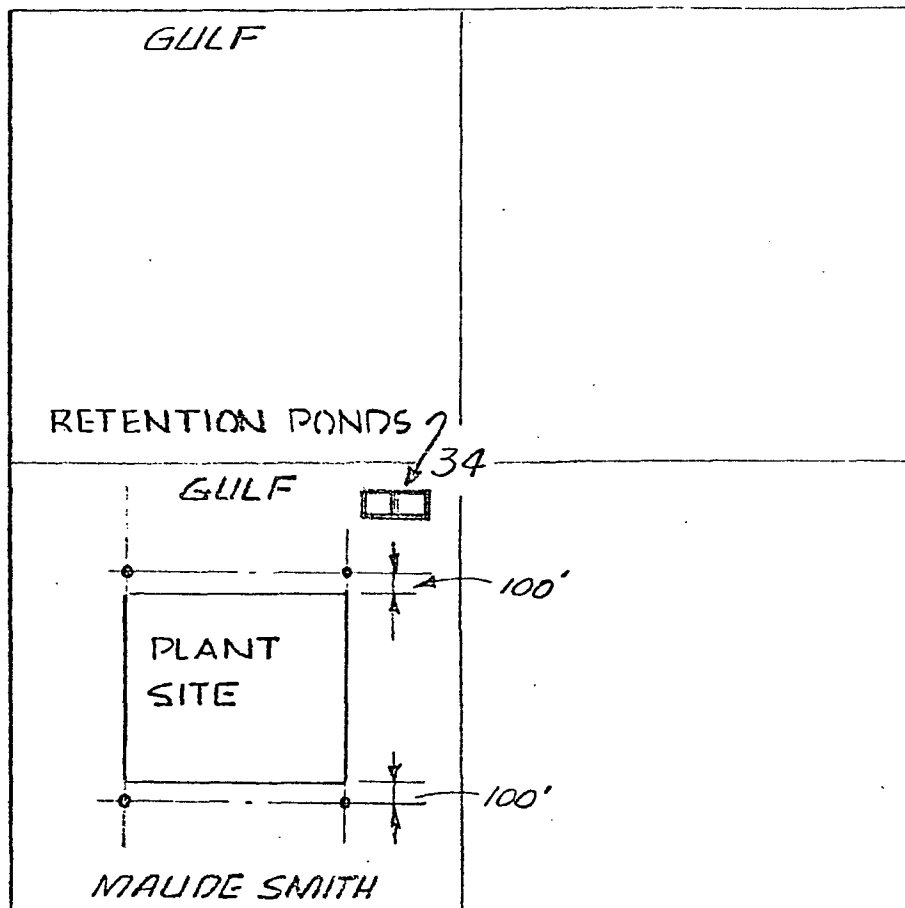 GULF
RETENTION PONDS
34
GULF
100'
PLANT
SITE
100'
MAUDE SMITH